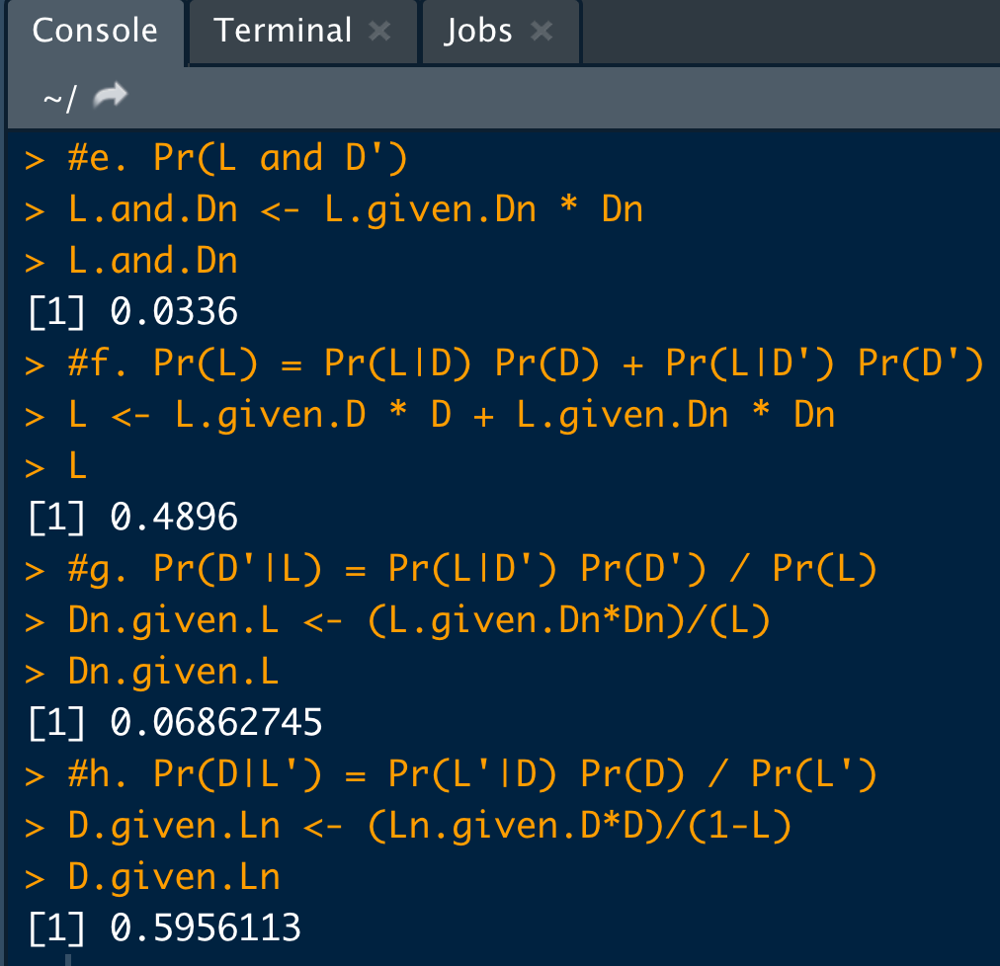 Console Terminal Jobs
~/
> #e. Pr(L and D')
> L.and.Dn <- L.given.Dn * Dn
> L.and.Dn
[1] 0.0336
> #f. Pr(L) = Pr(L|D) Pr(D) + Pr(L|D') Pr(D')
> L <- L.given.D * D + L.given.Dn * Dn
> L
[1] 0.4896
> #g. Pr(D'|L) = Pr(L|D') Pr(D') / Pr(L)
> Dn.given.L <- (L.given.Dn*Dn)/(L)
> Dn.given.L
[1] 0.06862745
> #h. Pr(D|L') = Pr(L'|D) Pr(D) / Pr(L')
> D.given.Ln <- (Ln.given.D*D)/(1-L)
> D.given.Ln
[1] 0.5956113